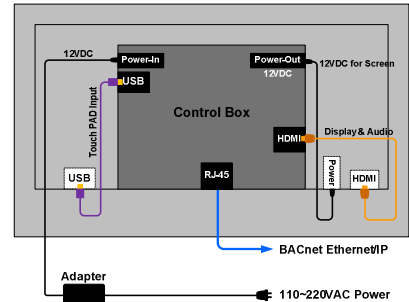 12VDC
Power-In
Power-Out
12VDC
12VDC for Screen
USB
Touch PAD Input
Control Box
HDMI
Display & Audio
USB
RJ-45
Power
HDMI
BACnet Ethernet/IP
Adapter
110~220VAC Power